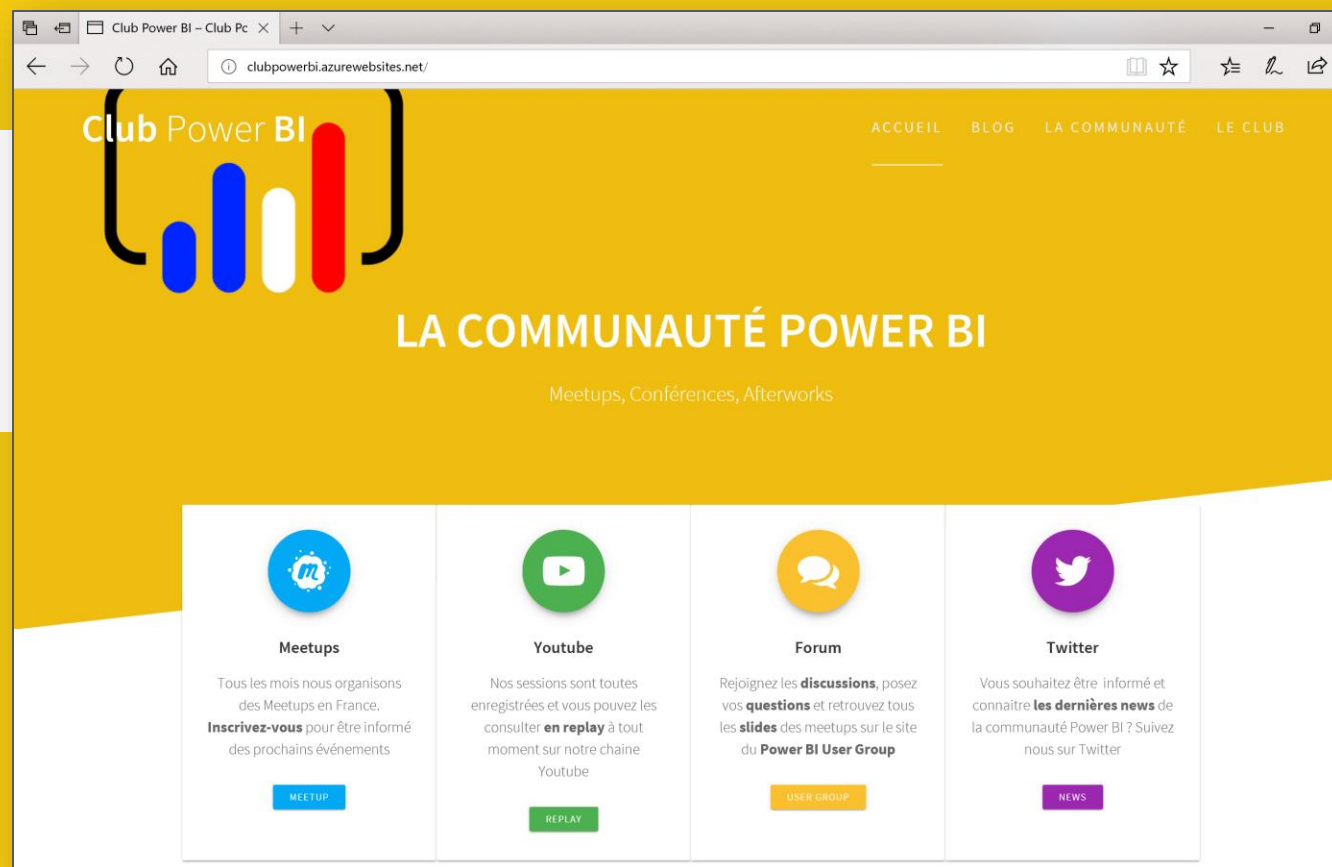 Club Power BI – Club Pc
clubpowerbi.azurewebsites.net/
Club Power BI
ACCUEIL BLOG LA COMMUNAUTÉ LE CLUB
LA COMMUNAUTÉ POWER BI
Meetups, Conférences, Afterworks
Meetups
Tous les mois nous organisons
des Meetups en France.
Inscrivez-vous pour être informé
des prochains événements
MEETUP
Youtube
Nos sessions sont toutes
enregistrées et vous pouvez les
consulter en replay à tout
moment sur notre chaine
Youtube
REPLAY
Forum
Rejoignez les discussions, posez
vos questions et retrouvez tous
les slides des meetups sur le site
du Power BI User Group
USER GROUP
Twitter
Vous souhaitez être informé et
connaitre les dernières news de
la communauté Power BI ? Suivez
nous sur Twitter
NEWS